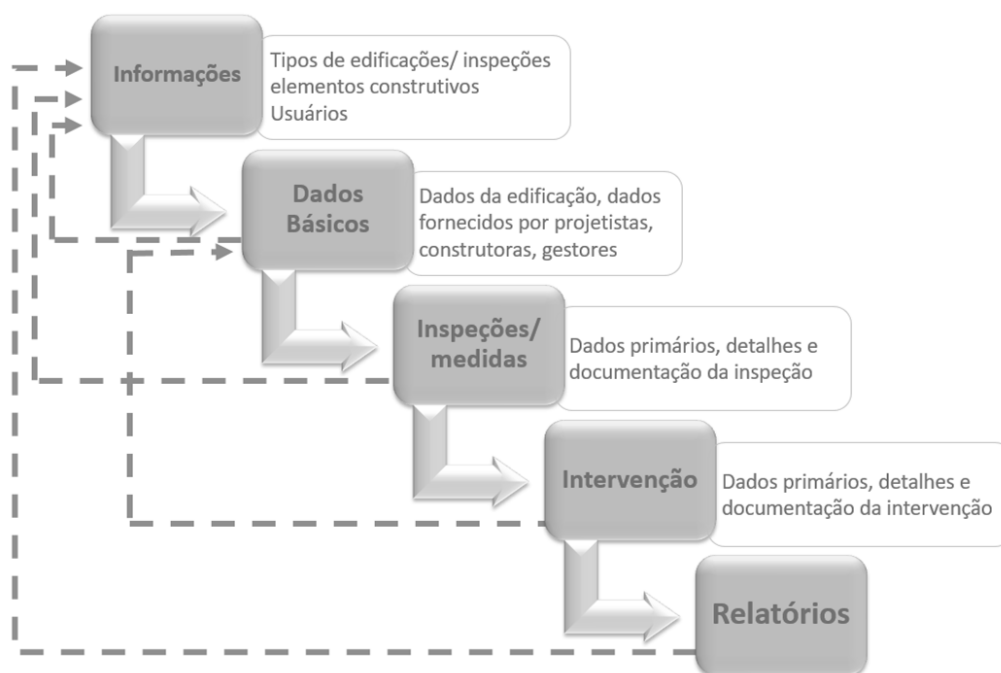 Informações
Tipos de edificações/ inspeções
elementos construtivos
Usuários
Dados
Básicos
Dados da edificação, dados
fornecidos por projetistas,
construtoras, gestores
Inspeções/
medidas
Dados primários, detalhes e
documentação da inspeção
Intervenção
Dados primários, detalhes e
documentação da intervenção
Relatórios